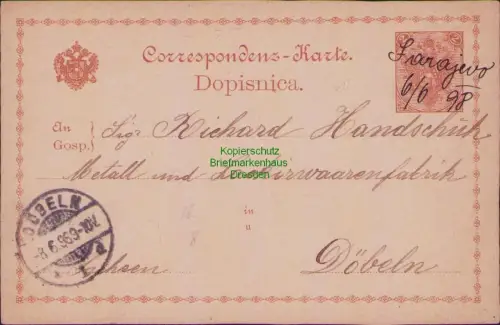 Correspondenz-Karte.
Dopisnica.
Sarajevo
6/6 98
An
Gosp.
Sig. Richard Handschuh
Kopierschutz
Briefmarkenhaus
Dresden
Metall und Lackirwaarenfabrik
in
u
Döbeln
Sachsen
DÖBELN